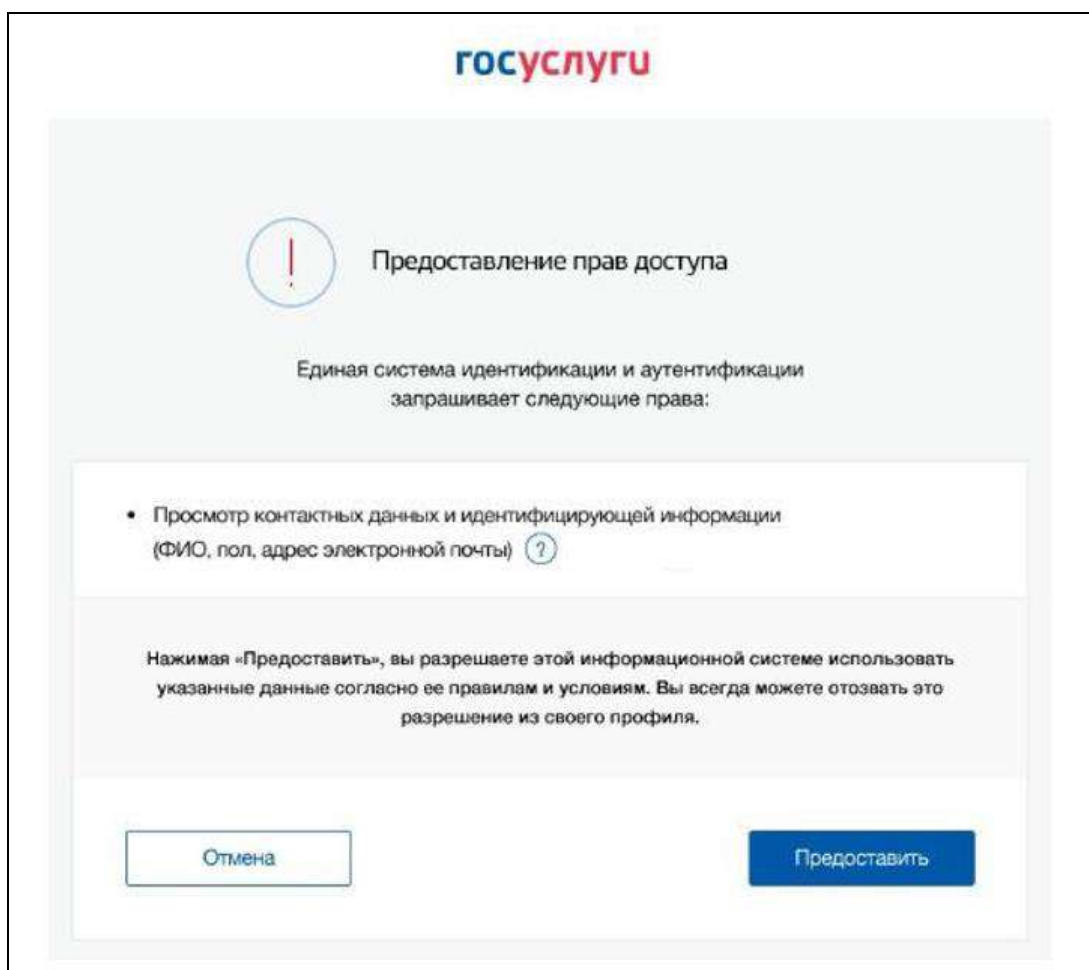 госуслуги
Предоставление прав доступа
Единая система идентификации и аутентификации
запрашивает следующие права:
• Просмотр контактных данных и идентифицирующей информации
(ФИО, пол, адрес электронной почты) ?
Нажимая «Предоставить», вы разрешаете этой информационной системе использовать
указанные данные согласно ее правилам и условиям. Вы всегда можете отозвать это
разрешение из своего профиля.
Отмена
Предоставить